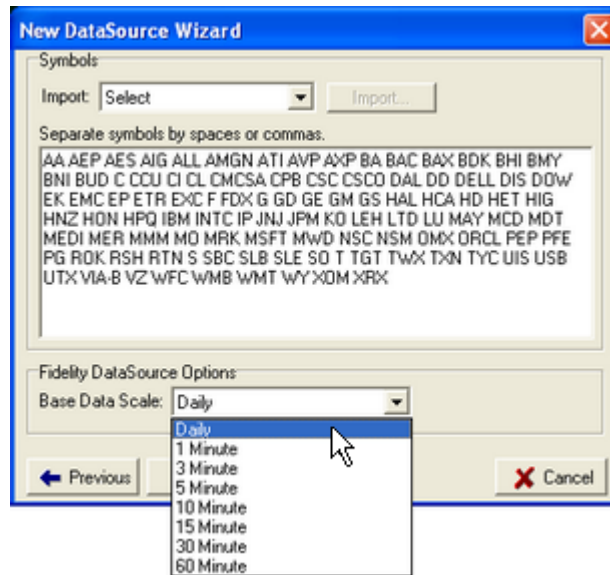 New DataSource Wizard
Symbols
Import: Select Import...
Separate symbols by spaces or commas.
AA AEP AES AIG ALL AMGN ATI AVP AXP BA BAC BAX BDK BHI BMY
BNI BUD C CCU CI CL CMCSA CPB CSC CSCO DAL DD DELL DIS DOW
EK EMC EP ETR EXC F FDX G GD GE GM GS HAL HCA HD HET HIG
HNZ HON HPQ IBM INTC IP JNJ JPM KO LEH LTD LU MAY MCD MDT
MEDI MER MMM MO MRK MSFT MWD NSC NSM OMX ORCL PEP PFE
PG ROK RSH RTN S SBC SLB SLE SO T TGT TWX TXN TYC UIS USB
UTX VIA-B VZ WFC WMB WMT WY XOM XRX
Fidelity DataSource Options
Base Data Scale: Daily
Daily
1 Minute
3 Minute
Previous 5 Minute Cancel
10 Minute
15 Minute
30 Minute
60 Minute